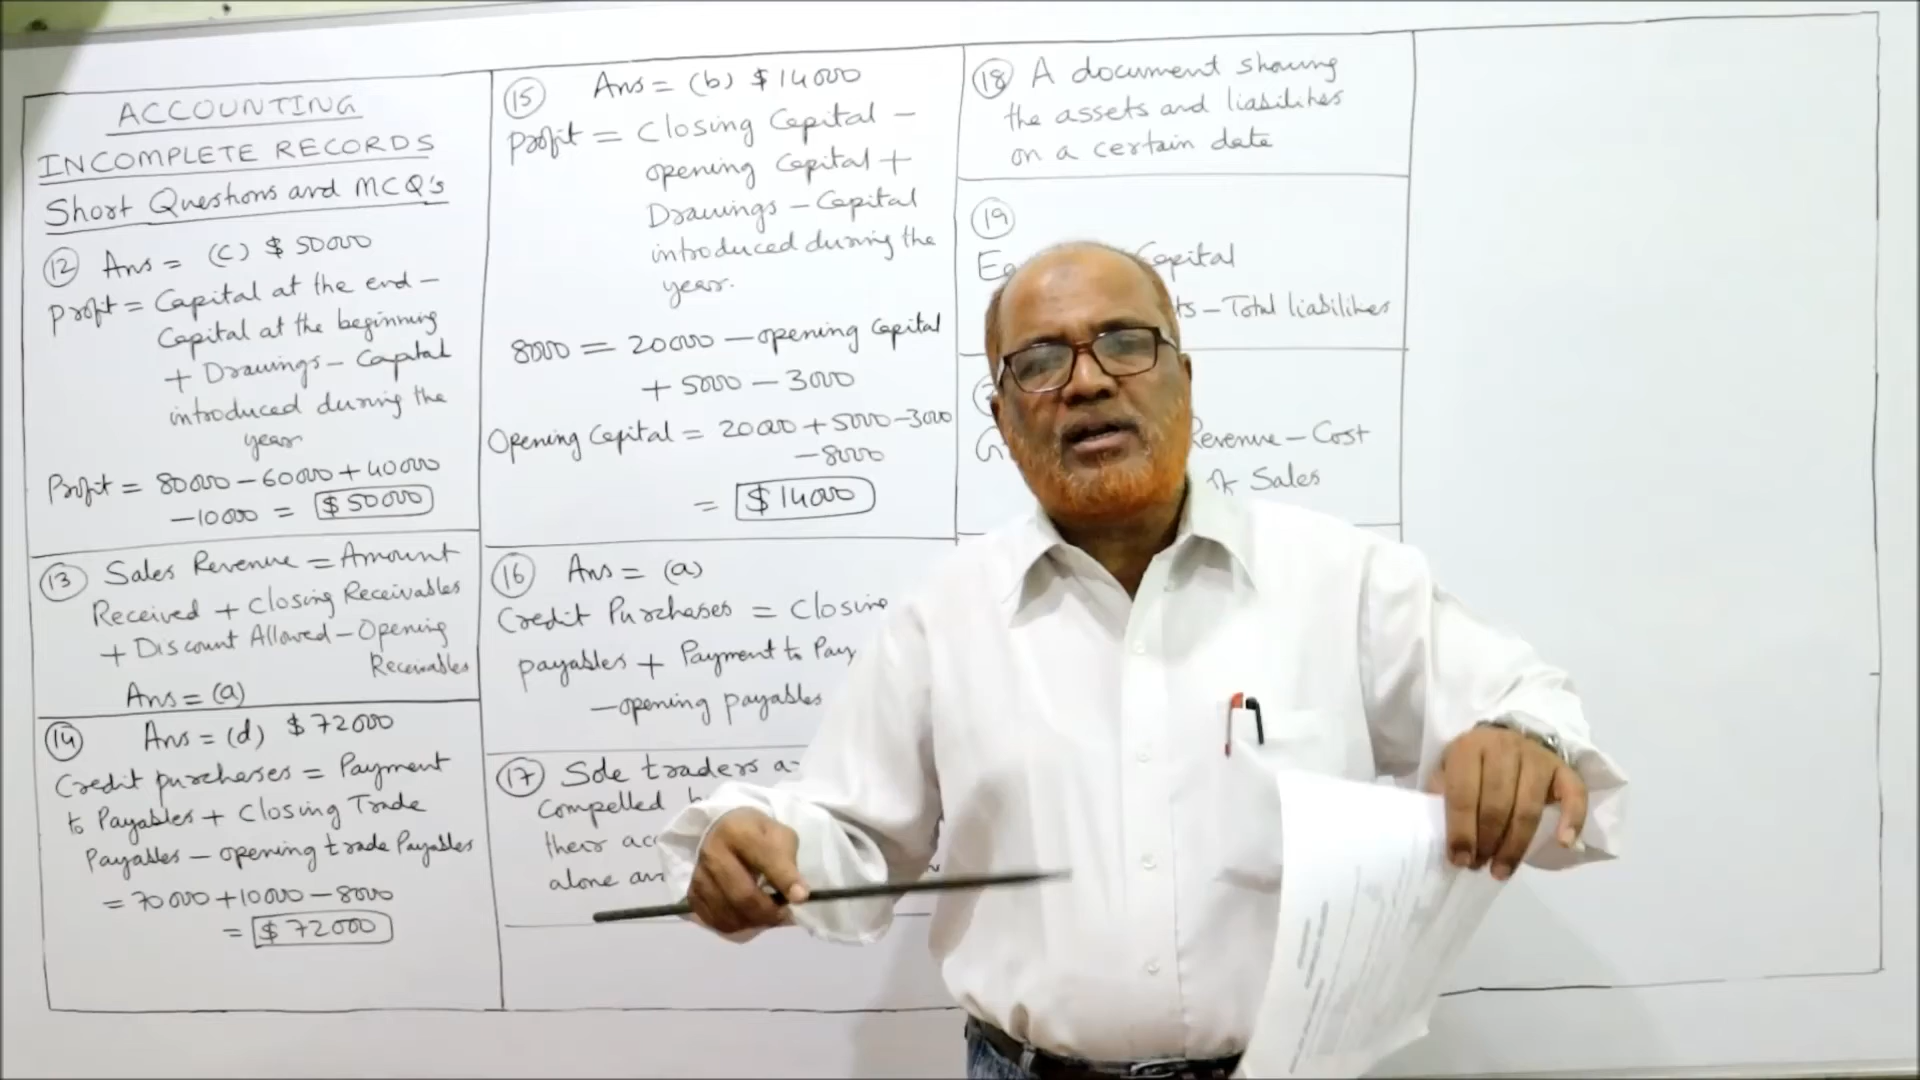 ACCOUNTING
INCOMPLETE RECORDS
Short Questions and MCQ's
12 Ans = (c) $ 50000
Profit = Capital at the end –
Capital at the beginning
+ Drawings – Capital
introduced during the
year
Profit = 80000 – 60000 + 40000
– 10000 = $ 50000
13 Sales Revenue = Amount
Received + Closing Receivables
+ Discount Allowed – Opening
Receivables
Ans = (a)
14 Ans = (d) $ 72000
Credit purchases = Payment
to Payables + Closing Trade
Payables – opening trade Payables
= 70000 + 10000 – 8000
= $ 72000
15 Ans = (b) $ 14000
Profit = Closing Capital –
opening Capital +
Drawings – Capital
introduced during the
year.
8000 = 20000 – opening Capital
+ 5000 – 3000
Opening Capital = 20000 + 5000 – 3000
– 8000
= $ 14000
16 Ans = (a)
Credit Purchases = Closing
payables + Payment to Pay
– opening payables
17 Sole traders
compelled
their
alone
18 A document showing
the assets and liabilities
on a certain date
19
Capital
– Total liabilities
Revenue – Cost
of Sales